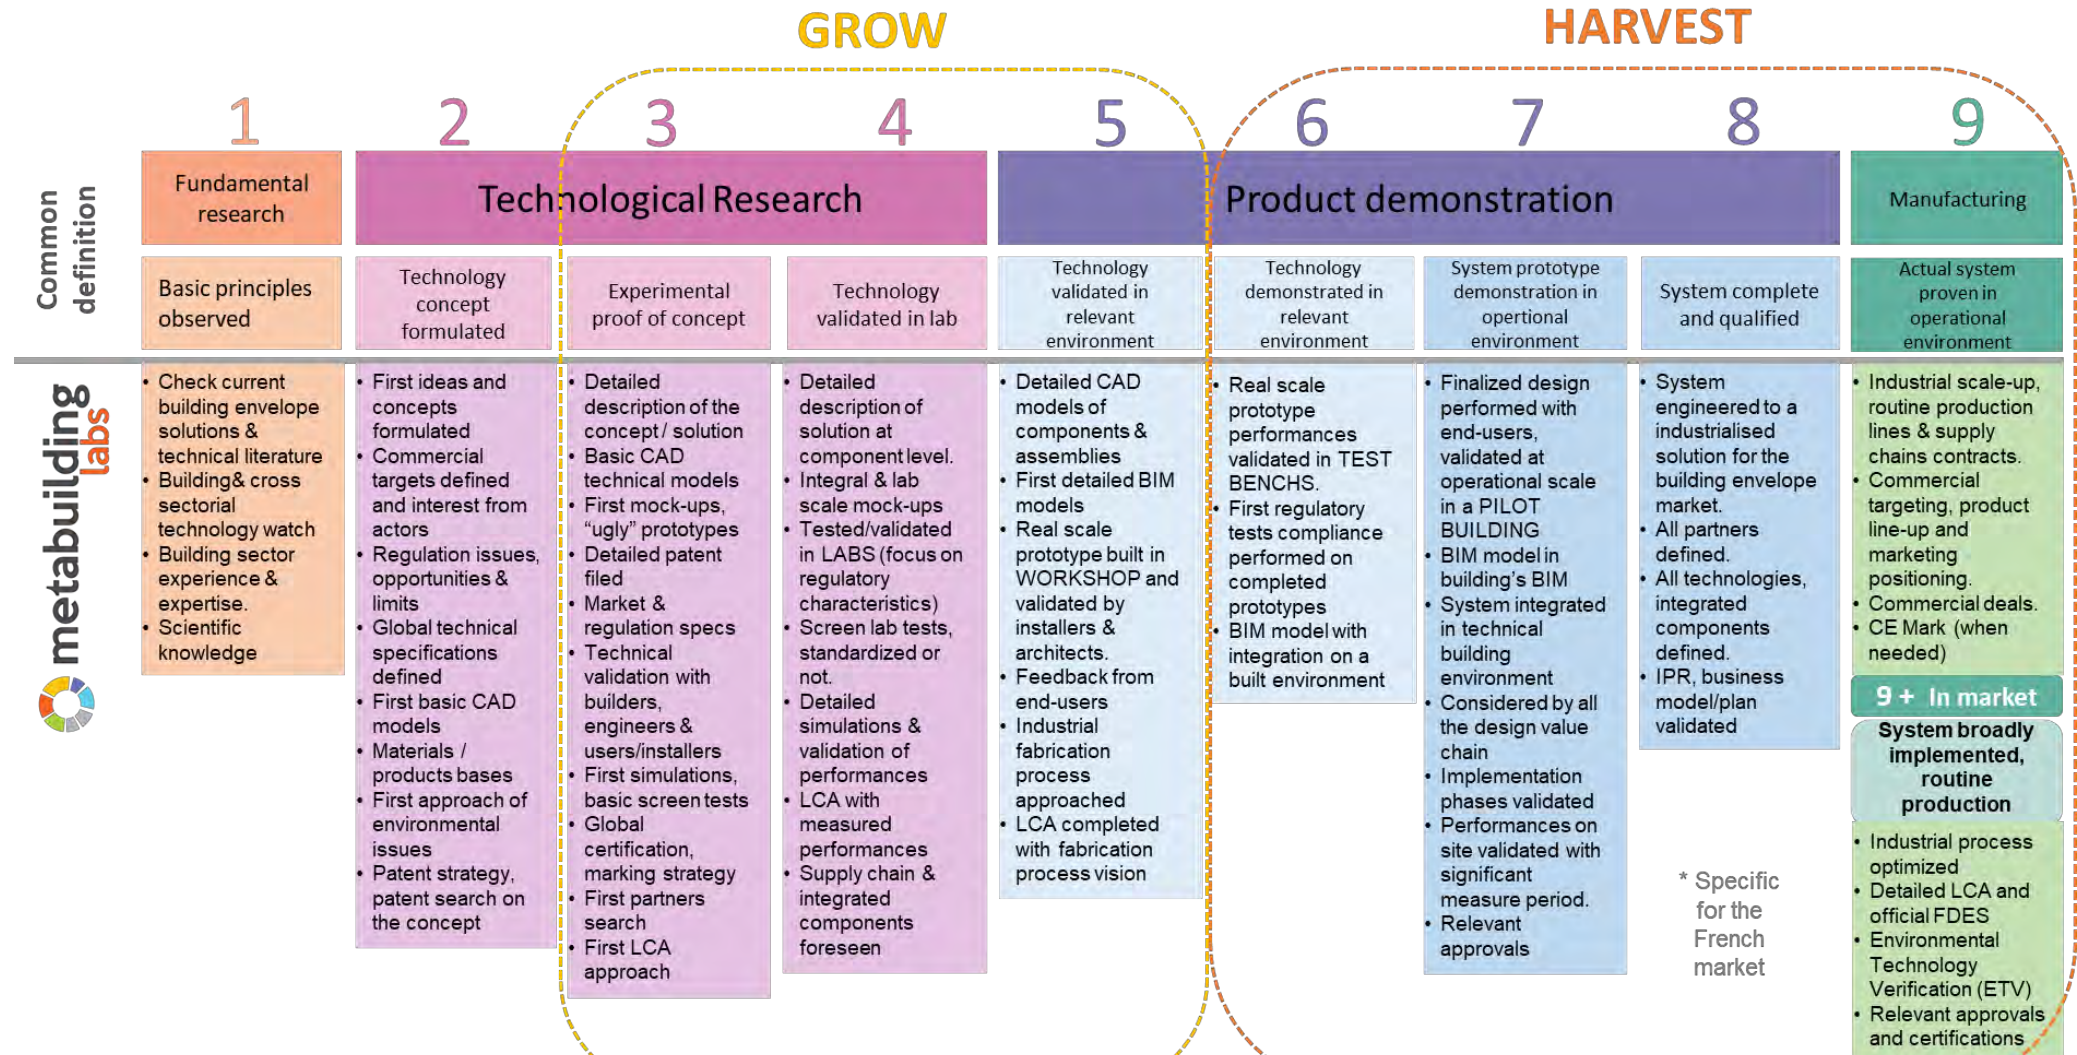 GROW
HARVEST
1
2
3
4
5
6
7
8
9
Common
definition
Fundamental
research
Technological Research
Product demonstration
Manufacturing
Basic principles
observed
Technology
concept
formulated
Experimental
proof of concept
Technology
validated in lab
Technology
validated in
relevant
environment
Technology
demonstrated in
relevant
environment
System prototype
demonstration in
opertional
environment
System complete
and qualified
Actual system
proven in
operational
environment
metabuilding
labs
• Check current
building envelope
solutions &
technical literature
• Building& cross
sectorial
technology watch
• Building sector
experience &
expertise.
• Scientific
knowledge
• First ideas and
concepts
formulated
• Commercial
targets defined
and interest from
actors
• Regulation issues,
opportunities &
limits
• Global technical
specifications
defined
• First basic CAD
models
• Materials /
products bases
• First approach of
environmental
issues
• Patent strategy,
patent search on
the concept
• Detailed
description of the
concept / solution
• Basic CAD
technical models
• First mock-ups,
“ugly” prototypes
• Detailed patent
filed
• Market &
regulation specs
• Technical
validation with
builders,
engineers &
users/installers
• First simulations,
basic screen tests
• Global
certification,
marking strategy
• First partners
search
• First LCA
approach
• Detailed
description of
solution at
component level.
• Integral & lab
scale mock-ups
• Tested/validated
in LABS (focus on
regulatory
characteristics)
• Screen lab tests,
standardized or
not.
• Detailed
simulations &
validation of
performances
• LCA with
measured
performances
• Supply chain &
integrated
components
foreseen
• Detailed CAD
models of
components &
assemblies
• First detailed BIM
models
• Real scale
prototype built in
WORKSHOP and
validated by
installers &
architects.
• Feedback from
end-users
• Industrial
fabrication
process
approached
• LCA completed
with fabrication
process vision
• Real scale
prototype
performances
validated in TEST
BENCHS.
• First regulatory
tests compliance
performed on
completed
prototypes
• BIM model with
integration on a
built environment
• Finalized design
performed with
end-users,
validated at
operational scale
in a PILOT
BUILDING
• BIM model in
building’s BIM
• System integrated
in technical
building
environment
• Considered by all
the design value
chain
• Implementation
phases validated
• Performances on
site validated with
significant
measure period.
• Relevant
approvals
• System
engineered to a
industrialised
solution for the
building envelope
market.
• All partners
defined.
• All technologies,
integrated
components
defined.
• IPR, business
model/plan
validated
* Specific
for the
French
market
• Industrial scale-up,
routine production
lines & supply
chains contracts.
• Commercial
targeting, product
line-up and
marketing
positioning.
• Commercial deals.
• CE Mark (when
needed)
9 + In market
System broadly
implemented,
routine
production
• Industrial process
optimized
• Detailed LCA and
official FDES
• Environmental
Technology
Verification (ETV)
• Relevant approvals
and certifications